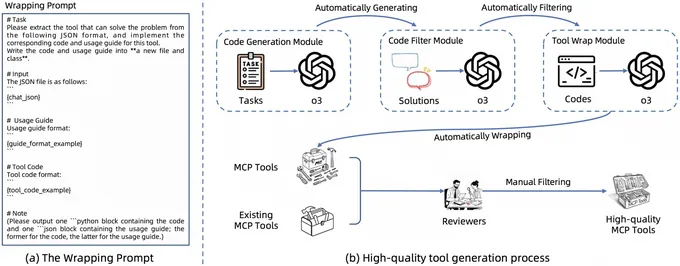 Wrapping Prompt
# Task
Please extract the tool that can solve the problem from
the following JSON format, and implement the
corresponding code and usage guide for this tool.
Write the code and usage guide into **a new file and
class**.
# Input
The JSON file is as follows:
```
{chat_json}
```
# Usage Guide
Usage guide format:
```
{guide_format_example}
```
# Tool Code
Tool code format:
```
{tool_code_example}
```
# Note
(Please output one ```python block containing the code
and one ```json block containing the usage guide; the
former for the code, the latter for the usage guide.}
(a) The Wrapping Prompt
Automatically Generating
Automatically Filtering
Code Generation Module
Code Filter Module
Tool Wrap Module
TASK
Tasks
o3
Solutions
o3
Codes
o3
Automatically Wrapping
MCP Tools
Existing
MCP Tools
Reviewers
Manual Filtering
High-quality
MCP Tools
(b) High-quality tool generation process